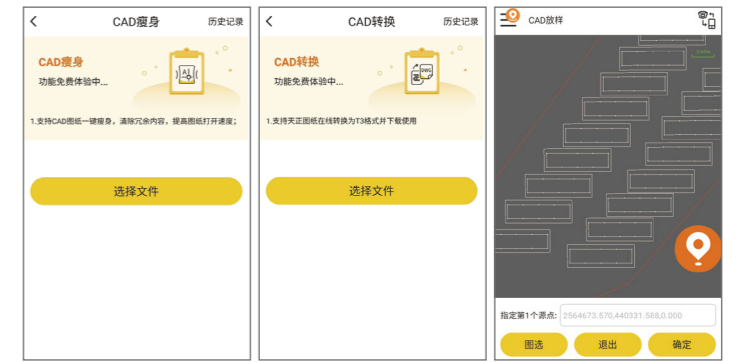 CAD瘦身
历史记录
CAD瘦身
功能免费体验中...
1.支持CAD图纸一键瘦身，清除冗余内容，提高图纸打开速度；
选择文件
CAD转换
历史记录
CAD转换
功能免费体验中...
DWG
1.支持天正图纸在线转换为T3格式并下载使用
选择文件
CAD放样
指定第1个源点:
2564673.570,440331.588,0.000
图选
退出
确定